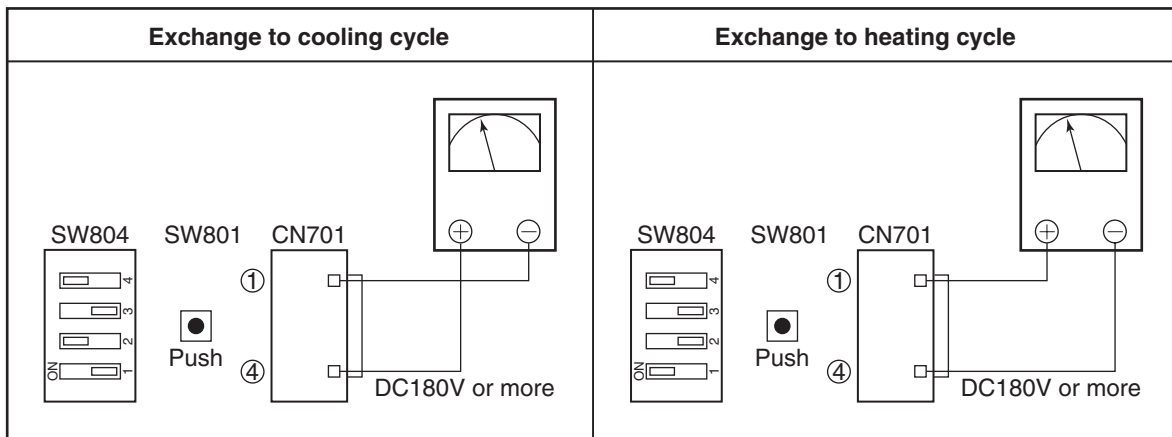 Exchange to cooling cycle
Exchange to heating cycle
+ −
SW804 SW801 CN701
4
3
2
1
ON
Push
①
④
DC180V or more
+ −
SW804 SW801 CN701
4
3
2
1
ON
Push
①
④
DC180V or more